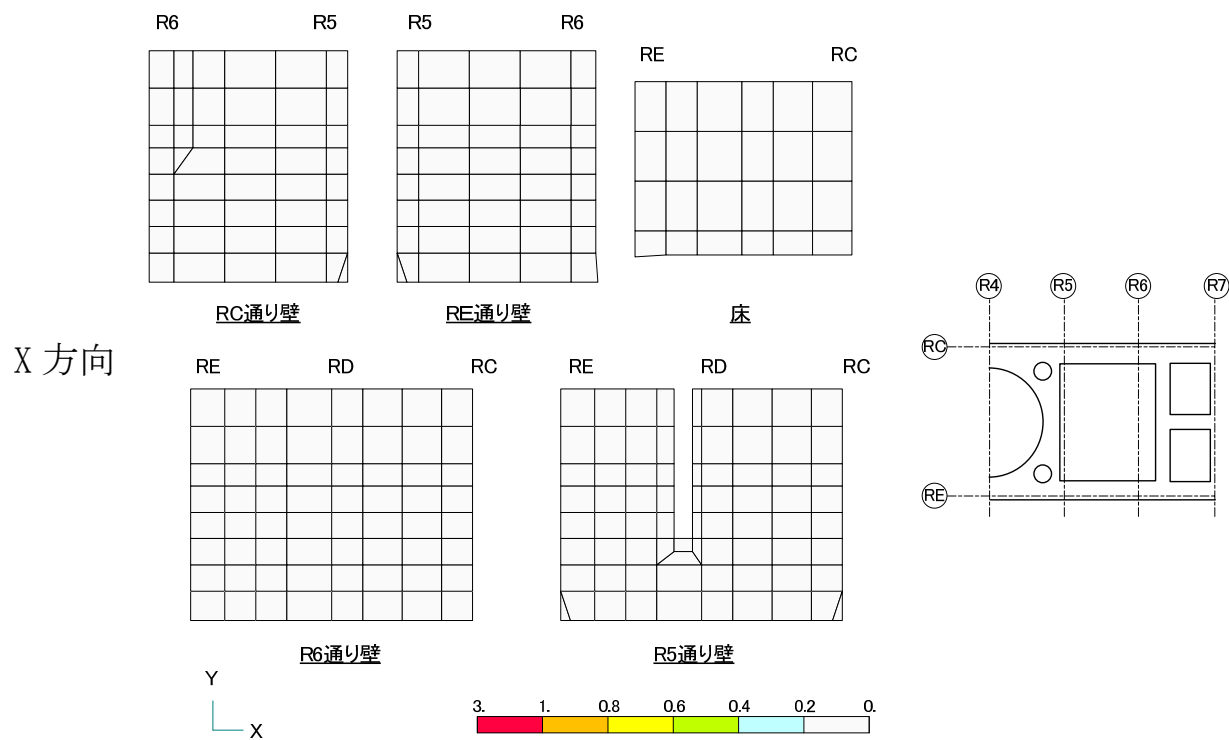 R6 R5
R5 R6
RE RC
RC通り壁
RE通り壁
床
X 方向
RE RD RC
RE RD RC
R6通り壁
R5通り壁
R4 R5 R6 R7
RC
RE
Y
X
3. 1. 0.8 0.6 0.4 0.2 0.